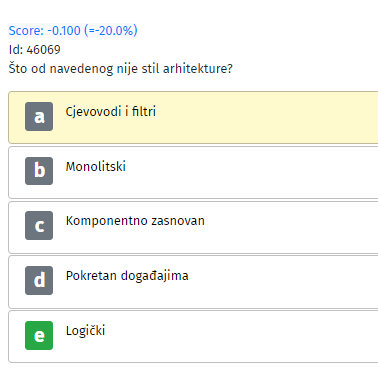 Score: -0.100 (=-20.0%)
Id: 46069
Što od navedenog nije stil arhitekture?
a Cjevovodi i filtri
b Monolitski
c Komponentno zasnovan
d Pokretan događajima
e Logički